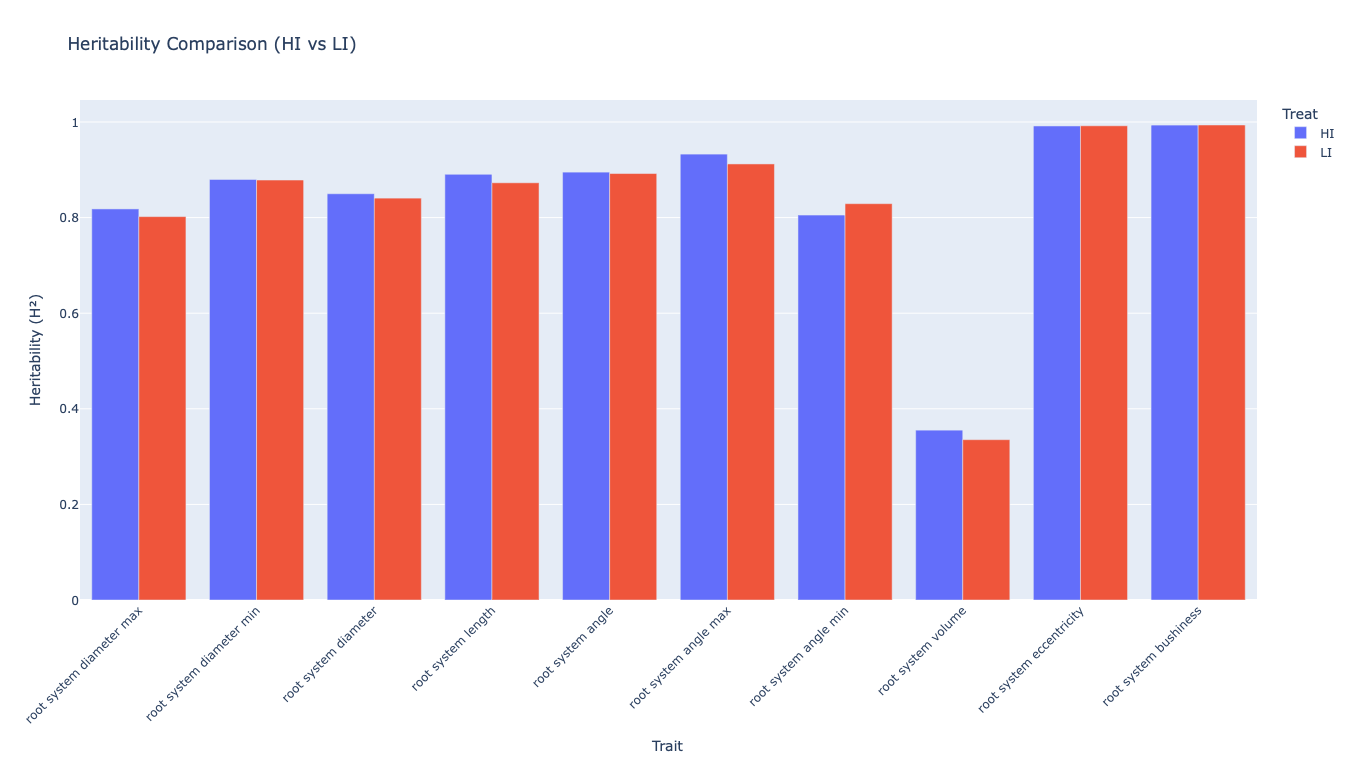 Heritability Comparison (HI vs LI)
Treat
HI
LI
Heritability (H²)
1
0.8
0.6
0.4
0.2
0
root system diameter max
root system diameter min
root system diameter
root system length
root system angle
root system angle max
root system angle min
root system volume
root system eccentricity
root system bushiness
Trait